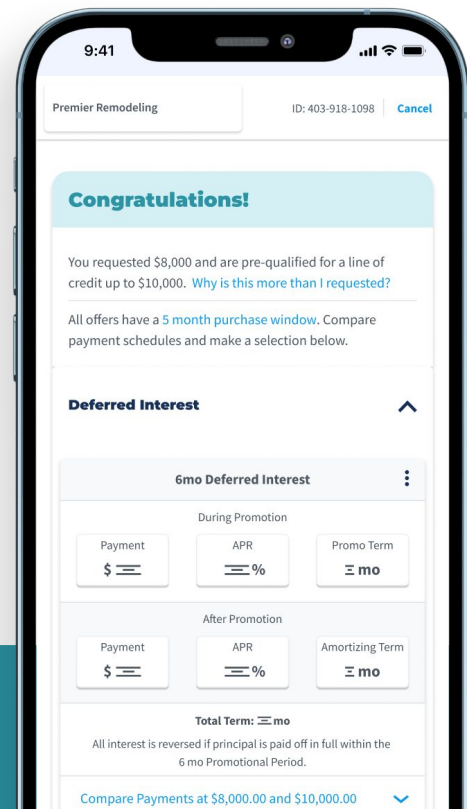 9:41
Premier Remodeling
ID: 403-918-1098
Cancel
Congratulations!
You requested $8,000 and are pre-qualified for a line of
credit up to $10,000. Why is this more than I requested?
All offers have a 5 month purchase window. Compare
payment schedules and make a selection below.
Deferred Interest
6mo Deferred Interest
During Promotion
Payment
$
APR
%
Promo Term
mo
After Promotion
Payment
$
APR
%
Amortizing Term
mo
Total Term: mo
All interest is reversed if principal is paid off in full within the
6 mo Promotional Period.
Compare Payments at $8,000.00 and $10,000.00